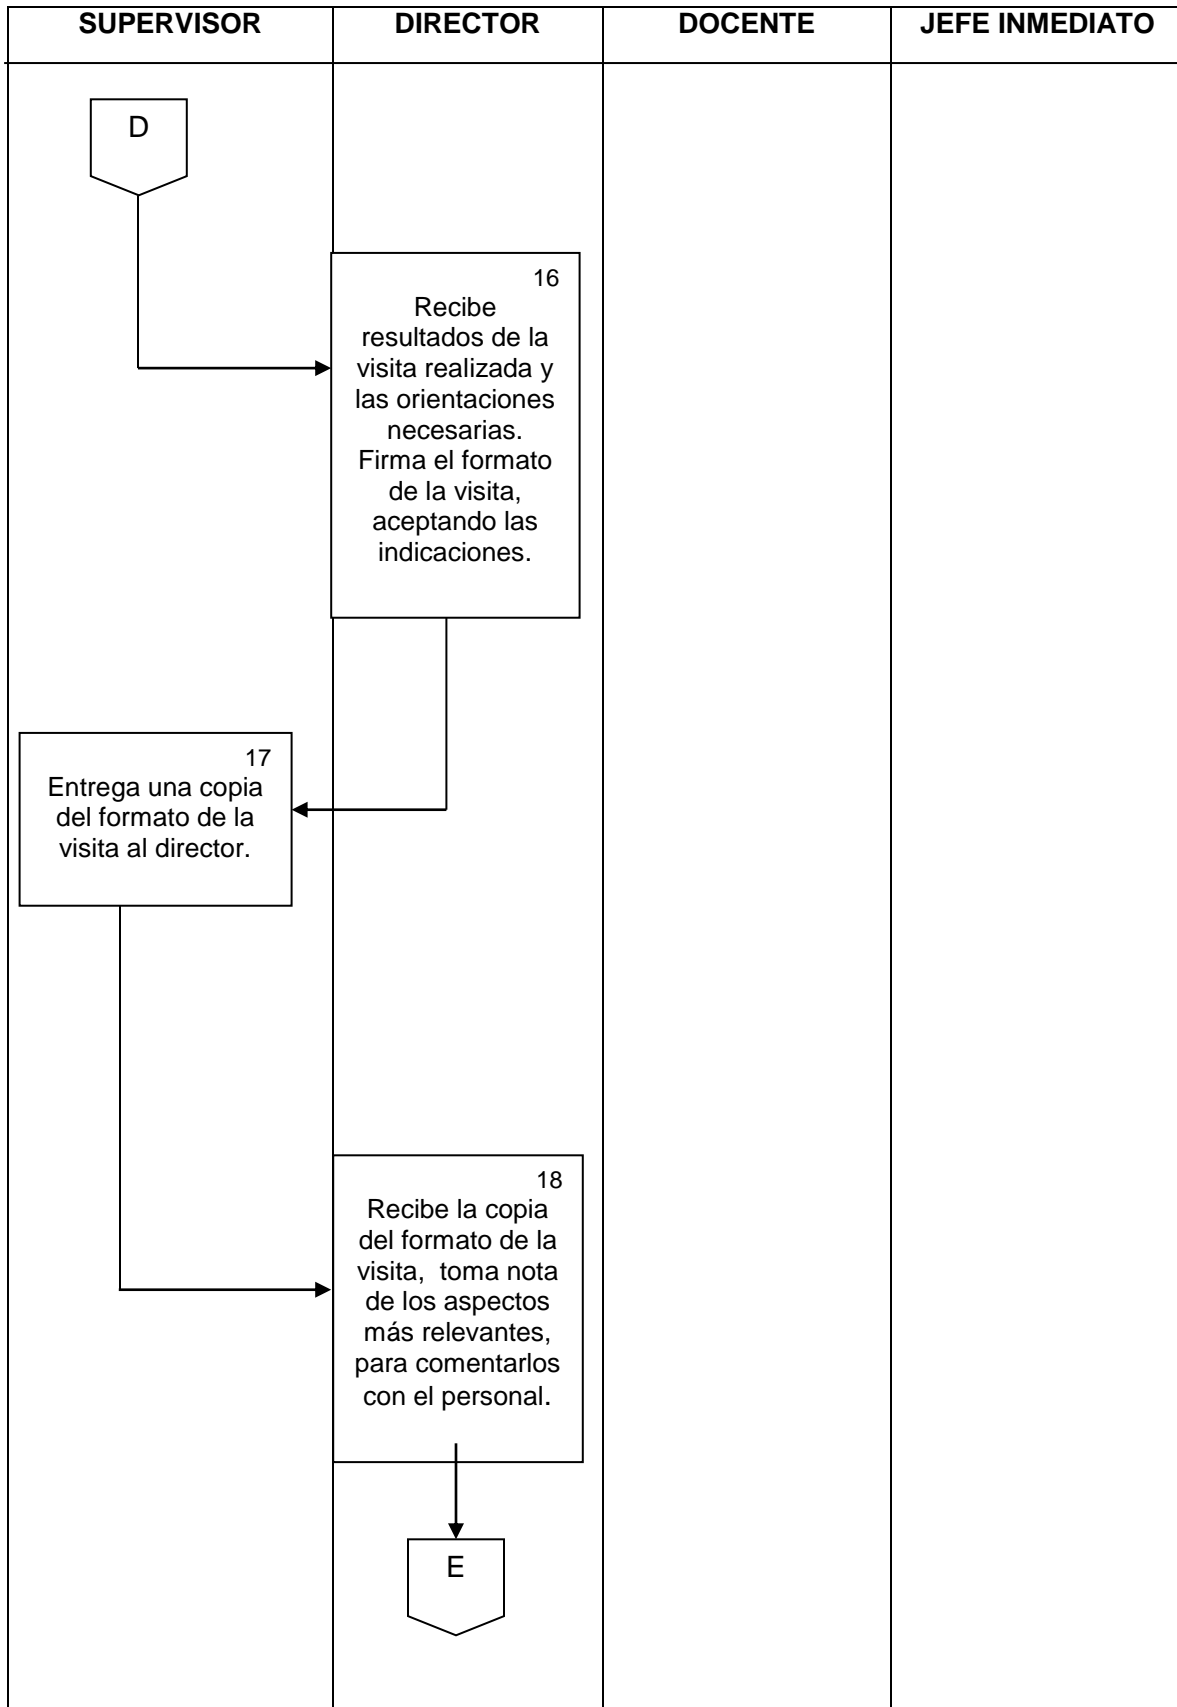 SUPERVISOR
DIRECTOR
DOCENTE
JEFE INMEDIATO
D
16
Recibe
resultados de la
visita realizada y
las orientaciones
necesarias.
Firma el formato
de la visita,
aceptando las
indicaciones.
17
Entrega una copia
del formato de la
visita al director.
18
Recibe la copia
del formato de la
visita,  toma nota
de los aspectos
más relevantes,
para comentarlos
con el personal.
E